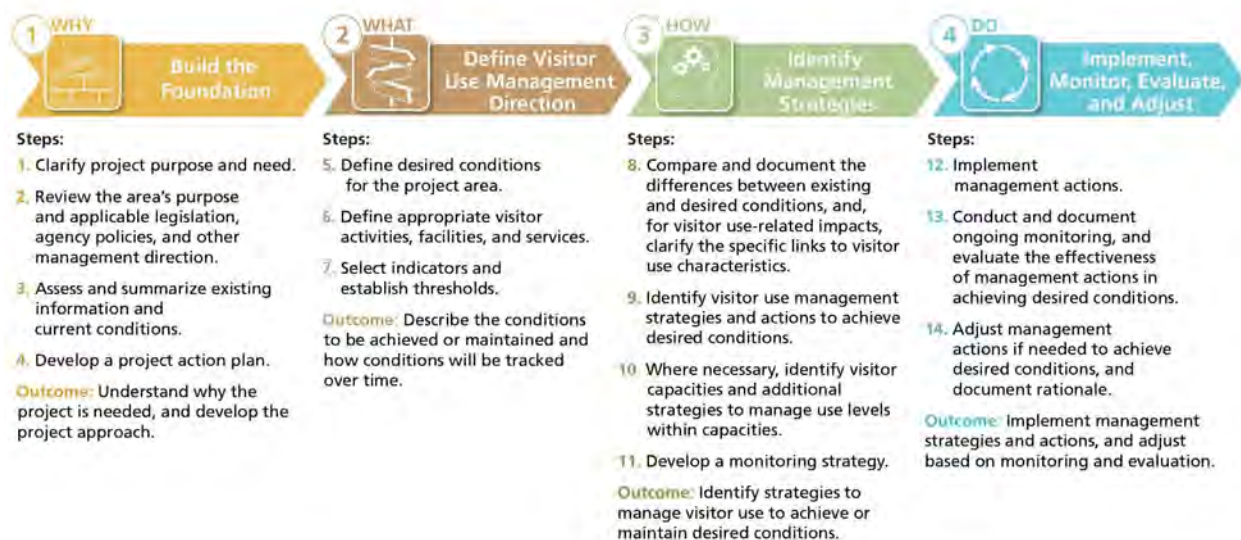 1
WHY
Build the
Foundation
Steps:
1. Clarify project purpose and need.
2. Review the area's purpose
and applicable legislation,
agency policies, and other
management direction.
3. Assess and summarize existing
information and
current conditions.
4. Develop a project action plan.
Outcome: Understand why the
project is needed, and develop the
project approach.
2
WHAT
Define Visitor
Use Management
Direction
Steps:
5. Define desired conditions
for the project area.
6. Define appropriate visitor
activities, facilities, and services.
7. Select indicators and
establish thresholds.
Outcome: Describe the conditions
to be achieved or maintained and
how conditions will be tracked
over time.
3
HOW
Identify
Management
Strategies
Steps:
8. Compare and document the
differences between existing
and desired conditions, and,
for visitor use-related impacts,
clarify the specific links to visitor
use characteristics.
9. Identify visitor use management
strategies and actions to achieve
desired conditions.
10. Where necessary, identify visitor
capacities and additional
strategies to manage use levels
within capacities.
11. Develop a monitoring strategy.
Outcome: Identify strategies to
manage visitor use to achieve or
maintain desired conditions.
4
DO
Implement,
Monitor, Evaluate,
and Adjust
Steps:
12. Implement
management actions.
13. Conduct and document
ongoing monitoring, and
evaluate the effectiveness
of management actions in
achieving desired conditions.
14. Adjust management
actions if needed to achieve
desired conditions, and
document rationale.
Outcome: Implement management
strategies and actions, and adjust
based on monitoring and evaluation.